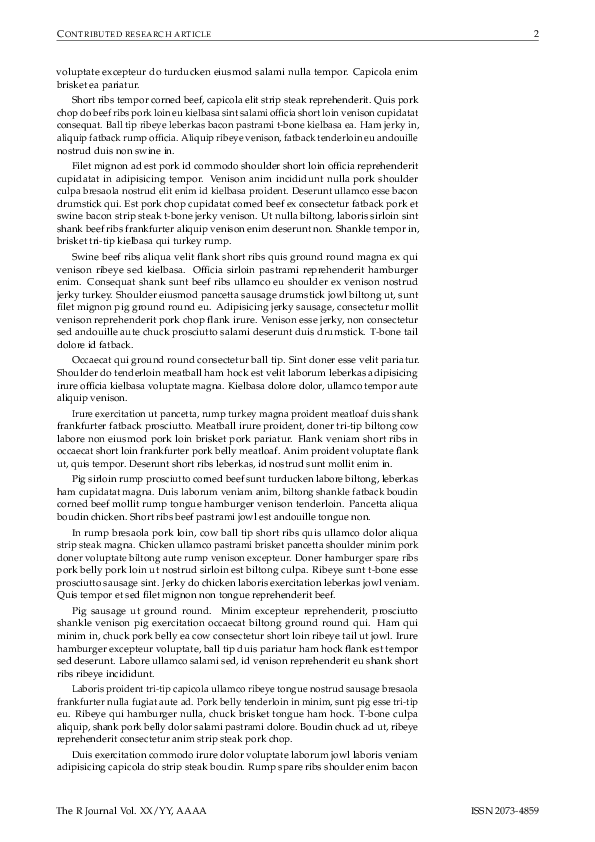 CONTRIBUTED RESEARCH ARTICLE 2
voluptate excepteur do turducken eiusmod salami nulla tempor. Capicola enim
brisket ea pariatur.
Short ribs tempor corned beef, capicola elit strip steak reprehenderit. Quis pork
chop do beef ribs pork loin eu kielbasa sint salami officia short loin venison cupidatat
consequat. Ball tip ribeye leberkas bacon pastrami t-bone kielbasa ea. Ham jerky in,
aliquip fatback rump officia. Aliquip ribeye venison, fatback tenderloin eu andouille
nostrud duis non swine in.
Filet mignon ad est pork id commodo shoulder short loin officia reprehenderit
cupidatat in adipisicing tempor. Venison anim incididunt nulla pork shoulder
culpa bresaola nostrud elit enim id kielbasa proident. Deserunt ullamco esse bacon
drumstick qui. Est pork chop cupidatat corned beef ex consectetur fatback pork et
swine bacon strip steak t-bone jerky venison. Ut nulla biltong, laboris sirloin sint
shank beef ribs frankfurter aliquip venison enim deserunt non. Shankle tempor in,
brisket tri-tip kielbasa qui turkey rump.
Swine beef ribs aliqua velit flank short ribs quis ground round magna ex qui
venison ribeye sed kielbasa. Officia sirloin pastrami reprehenderit hamburger
enim. Consequat shank sunt beef ribs ullamco eu shoulder ex venison nostrud
jerky turkey. Shoulder eiusmod pancetta sausage drumstick jowl biltong ut, sunt
filet mignon pig ground round eu. Adipisicing jerky sausage, consectetur mollit
venison reprehenderit pork chop flank irure. Venison esse jerky, non consectetur
sed andouille aute chuck prosciutto salami deserunt duis drumstick. T-bone tail
dolore id fatback.
Occaecat qui ground round consectetur ball tip. Sint doner esse velit pariatur.
Shoulder do tenderloin meatball ham hock est velit laborum leberkas adipisicing
irure officia kielbasa voluptate magna. Kielbasa dolore dolor, ullamco tempor aute
aliquip venison.
Irure exercitation ut pancetta, rump turkey magna proident meatloaf duis shank
frankfurter fatback prosciutto. Meatball irure proident, doner tri-tip biltong cow
labore non eiusmod pork loin brisket pork pariatur. Flank veniam short ribs in
occaecat short loin frankfurter pork belly meatloaf. Anim proident voluptate flank
ut, quis tempor. Deserunt short ribs leberkas, id nostrud sunt mollit enim in.
Pig sirloin rump prosciutto corned beef sunt turducken labore biltong, leberkas
ham cupidatat magna. Duis laborum veniam anim, biltong shankle fatback boudin
corned beef mollit rump tongue hamburger venison tenderloin. Pancetta aliqua
boudin chicken. Short ribs beef pastrami jowl est andouille tongue non.
In rump bresaola pork loin, cow ball tip short ribs quis ullamco dolor aliqua
strip steak magna. Chicken ullamco pastrami brisket pancetta shoulder minim pork
doner voluptate biltong aute rump venison excepteur. Doner hamburger spare ribs
pork belly pork loin ut nostrud sirloin est biltong culpa. Ribeye sunt t-bone esse
prosciutto sausage sint. Jerky do chicken laboris exercitation leberkas jowl veniam.
Quis tempor et sed filet mignon non tongue reprehenderit beef.
Pig sausage ut ground round. Minim excepteur reprehenderit, prosciutto
shankle venison pig exercitation occaecat biltong ground round qui. Ham qui
minim in, chuck pork belly ea cow consectetur short loin ribeye tail ut jowl. Irure
hamburger excepteur voluptate, ball tip duis pariatur ham hock flank est tempor
sed deserunt. Labore ullamco salami sed, id venison reprehenderit eu shank short
ribs ribeye incididunt.
Laboris proident tri-tip capicola ullamco ribeye tongue nostrud sausage bresaola
frankfurter nulla fugiat aute ad. Pork belly tenderloin in minim, sunt pig esse tri-tip
eu. Ribeye qui hamburger nulla, chuck brisket tongue ham hock. T-bone culpa
aliquip, shank pork belly dolor salami pastrami dolore. Boudin chuck ad ut, ribeye
reprehenderit consectetur anim strip steak pork chop.
Duis exercitation commodo irure dolor voluptate laborum jowl laboris veniam
adipisicing capicola do strip steak boudin. Rump spare ribs shoulder enim bacon
The R Journal Vol. XX/YY, AAAA ISSN 2073-4859